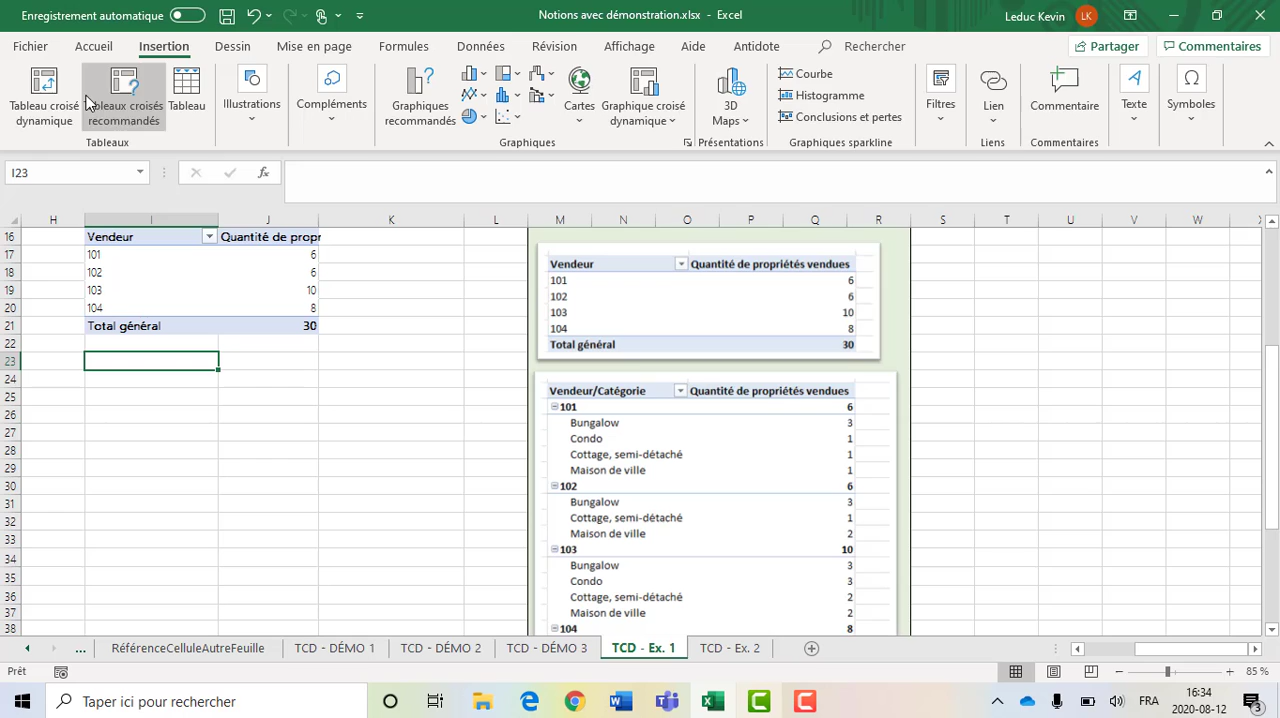 Enregistrement automatique
Notions avec démonstration.xlsx - Excel
Leduc Kevin LK
Fichier Accueil Insertion Dessin Mise en page Formules Données Révision Affichage Aide Antidote Rechercher Partager Commentaires
Tableau croisé dynamique
Tableaux croisés recommandés
Tableau
Illustrations
Compléments
Graphiques recommandés
Cartes
Graphique croisé dynamique
3D Maps
Courbe
Histogramme
Conclusions et pertes
Filtres
Lien
Commentaire
Texte
Symboles
Tableaux Graphiques Présentations Graphiques sparkline Liens Commentaires
I23 fx
H I J K L M N O P Q R S T U V W X
16 Vendeur Quantité de propr
17 101 6
18 102 6
19 103 10
20 104 8
21 Total général 30
22
23
24
25
26
27
28
29
30
31
32
33
34
35
36
37
38
Vendeur Quantité de propriétés vendues
101 6
102 6
103 10
104 8
Total général 30
Vendeur/Catégorie Quantité de propriétés vendues
101 6
Bungalow 3
Condo 1
Cottage, semi-détaché 1
Maison de ville 1
102 6
Bungalow 3
Cottage, semi-détaché 1
Maison de ville 2
103 10
Bungalow 3
Condo 3
Cottage, semi-détaché 2
Maison de ville 2
104 8
... RéférenceCelluleAutreFeuille TCD - DÉMO 1 TCD - DÉMO 2 TCD - DÉMO 3 TCD - Ex. 1 TCD - Ex. 2
Prêt 85 %
Taper ici pour rechercher
FRA
16:34
2020-08-12
3